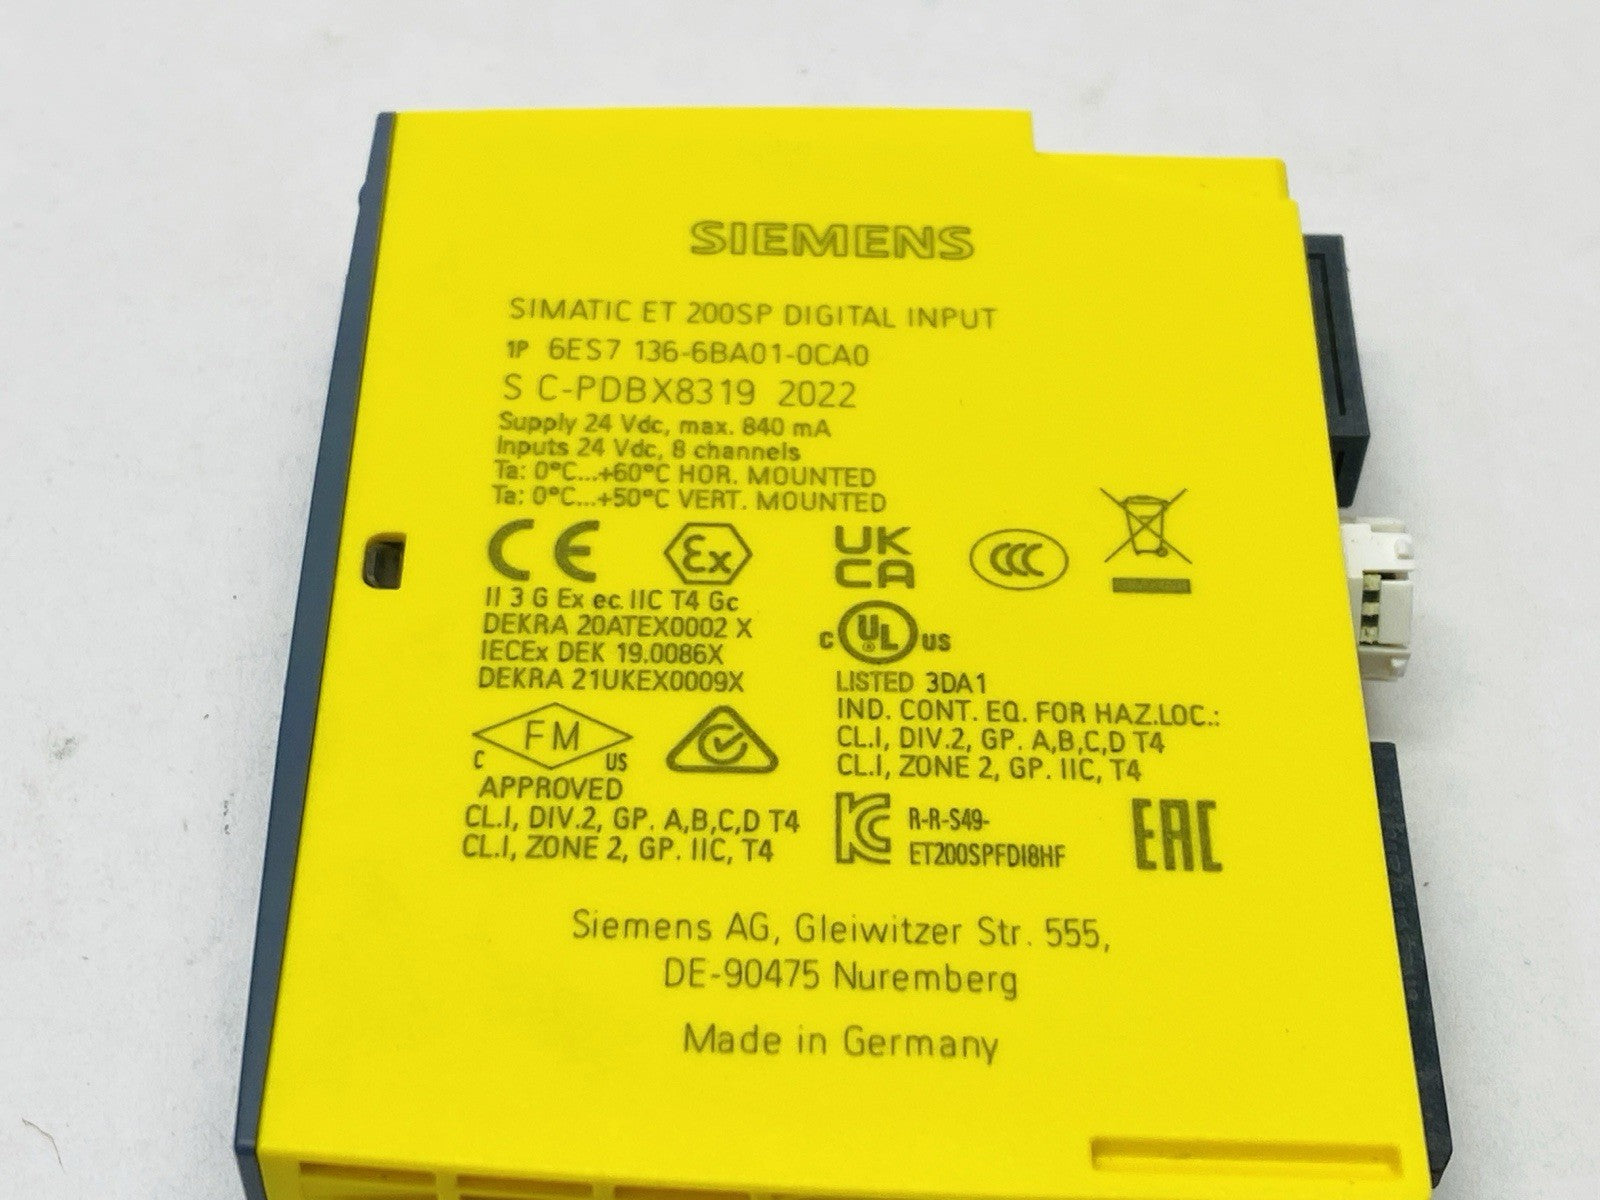 SIEMENS
SIMATIC ET 200SP DIGITAL INPUT
1P 6ES7 136-6BA01-0CA0
S C-PDBX8319 2022
Supply 24 Vdc, max. 840 mA
Inputs 24 Vdc, 8 channels
Ta: 0°C...+60°C HOR. MOUNTED
Ta: 0°C...+50°C VERT. MOUNTED
CE Ex UK CA CCC
II 3 G Ex ec IIC T4 Gc
DEKRA 20ATEX0002 X
IECEx DEK 19.0086X
DEKRA 21UKEX0009X
C UL ® US
LISTED 3DA1
IND. CONT. EQ. FOR HAZ.LOC.:
CL.I, DIV.2, GP. A,B,C,D T4
CL.I, ZONE 2, GP. IIC, T4
C FM US
APPROVED
CL.I, DIV.2, GP. A,B,C,D T4
CL.I, ZONE 2, GP. IIC, T4
KC R-R-S49-
ET200SPFDI8HF
EAC
Siemens AG, Gleiwitzer Str. 555,
DE-90475 Nuremberg
Made in Germany